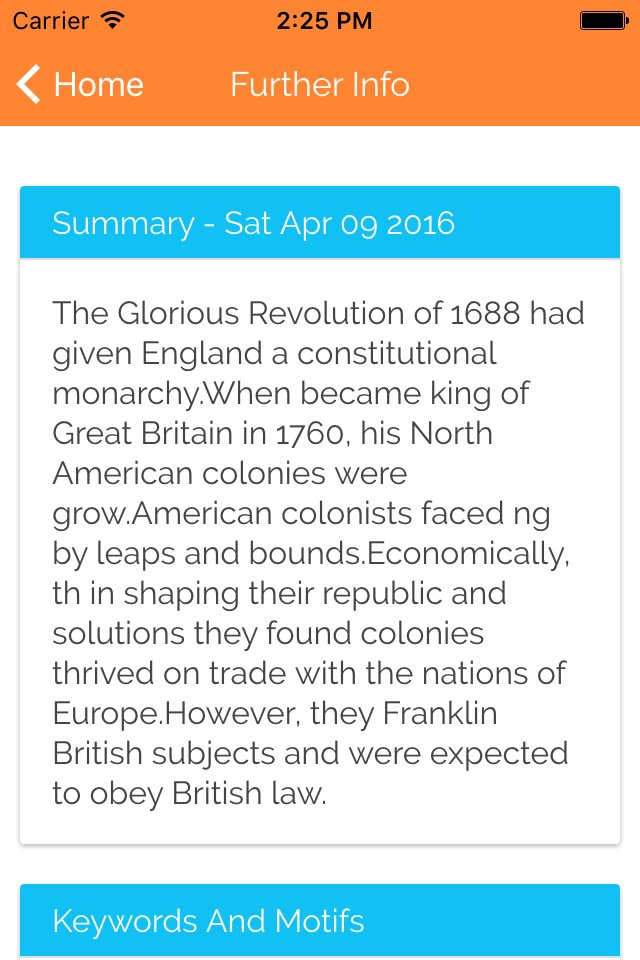 Carrier 2:25 PM
Home Further Info
Summary - Sat Apr 09 2016
The Glorious Revolution of 1688 had
given England a constitutional
monarchy.When became king of
Great Britain in 1760, his North
American colonies were
grow.American colonists faced ng
by leaps and bounds.Economically,
th in shaping their republic and
solutions they found colonies
thrived on trade with the nations of
Europe.However, they Franklin
British subjects and were expected
to obey British law.
Keywords And Motifs